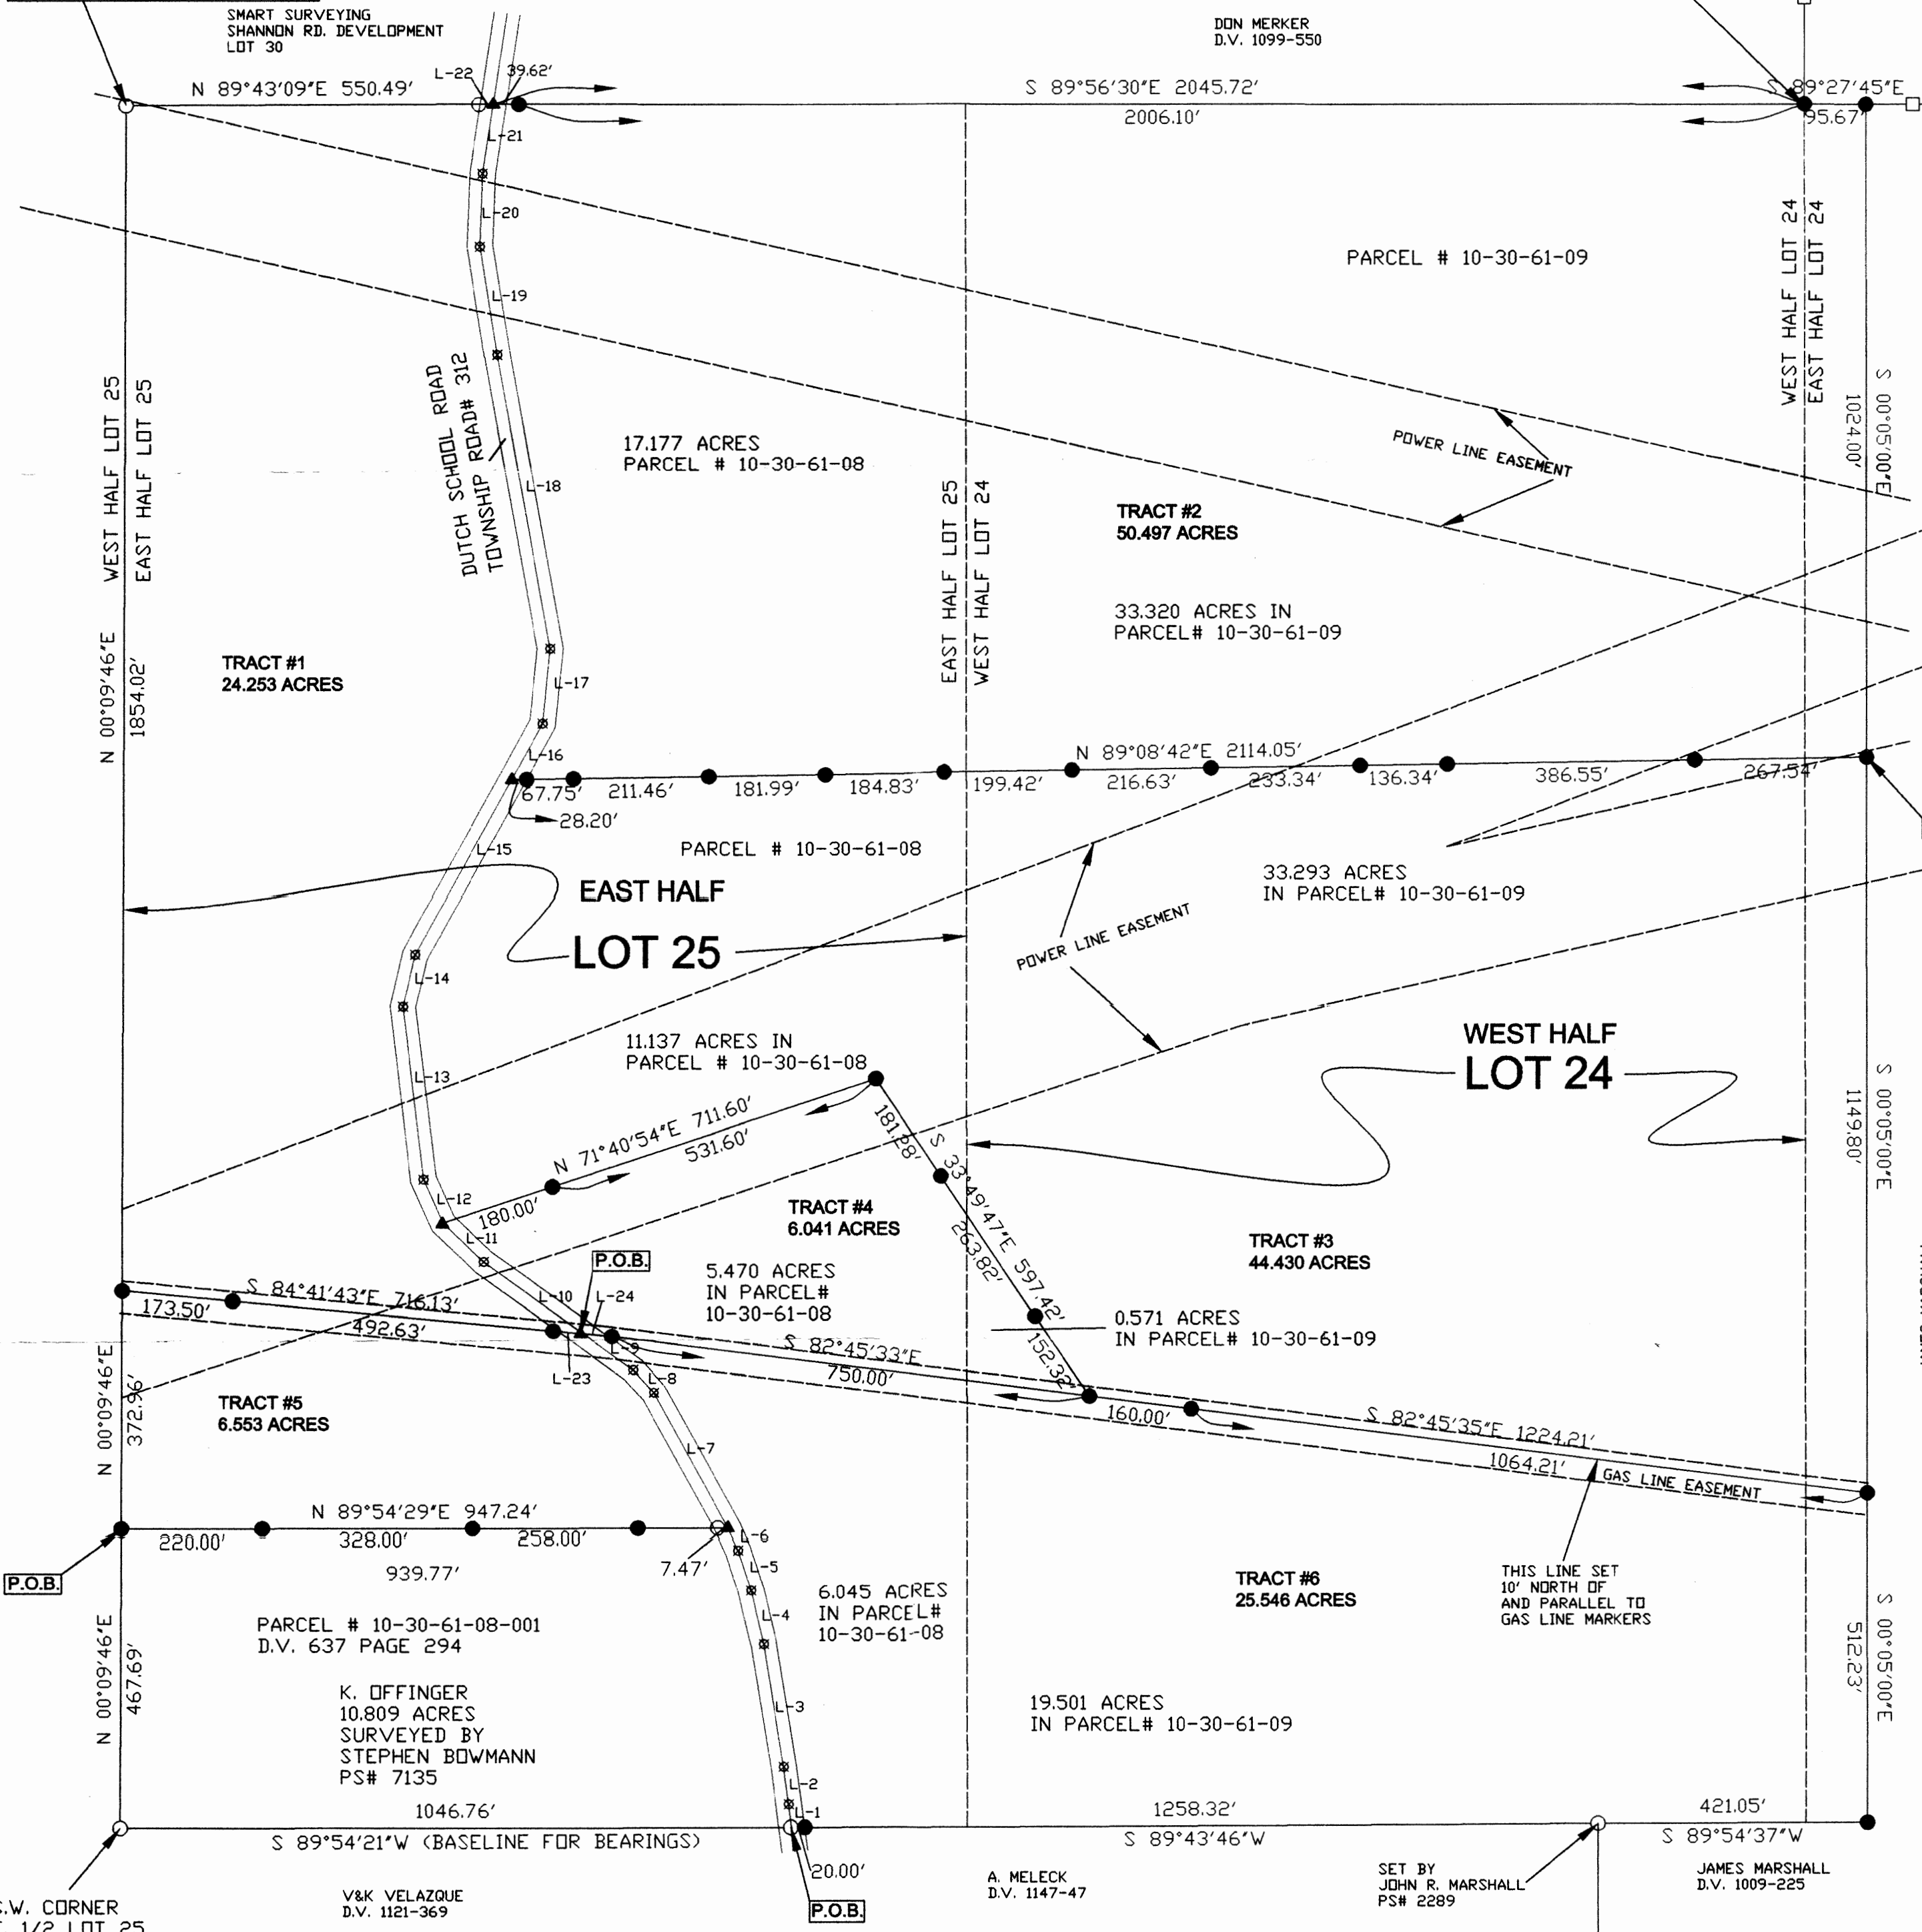 SMART SURVEYING
SHANNON RD. DEVELOPMENT
LOT 30
DON MERKER
D.V. 1099-550
N 89°43'09"E 550.49'
L-22
39.62'
S 89°56'30"E 2045.72'
2006.10'
S 89°27'45"E
95.67'
L-21
L-20
L-19
PARCEL # 10-30-61-09
WEST HALF LOT 24
EAST HALF LOT 24
S 00°05'00"E
1024.00'
WEST HALF LOT 25
EAST HALF LOT 25
DUTCH SCHOOL ROAD
TOWNSHIP ROAD# 312
17.177 ACRES
PARCEL # 10-30-61-08
POWER LINE EASEMENT
L-18
EAST HALF LOT 25
WEST HALF LOT 24
TRACT #2
50.497 ACRES
33.320 ACRES IN
PARCEL# 10-30-61-09
N 00°09'46"E
1854.02'
TRACT #1
24.253 ACRES
L-17
L-16
N 89°08'42"E 2114.05'
67.75'
211.46'
181.99'
184.83'
199.42'
216.63'
233.34'
136.34'
386.55'
267.54'
28.20'
L-15
PARCEL # 10-30-61-08
EAST HALF
LOT 25
33.293 ACRES
IN PARCEL# 10-30-61-09
POWER LINE EASEMENT
L-14
L-13
11.137 ACRES IN
PARCEL # 10-30-61-08
WEST HALF
LOT 24
S 00°05'00"E
1149.80'
N 71°40'54"E 711.60'
531.60'
180.00'
181.28'
S 33°49'47"E 597.42'
263.82'
152.32'
L-12
L-11
TRACT #4
6.041 ACRES
TRACT #3
44.430 ACRES
P.O.B.
5.470 ACRES
IN PARCEL#
10-30-61-08
S 84°41'43"E 716.13'
173.50'
492.63'
L-10
L-24
L-9
L-23
L-8
0.571 ACRES
IN PARCEL# 10-30-61-09
S 82°45'33"E
750.00'
160.00'
S 82°45'35"E 1224.21'
1064.21'
GAS LINE EASEMENT
N 00°09'46"E
372.96'
TRACT #5
6.553 ACRES
L-7
N 89°54'29"E 947.24'
220.00'
328.00'
258.00'
939.77'
7.47'
L-6
L-5
L-4
P.O.B.
THIS LINE SET
10' NORTH OF
AND PARALLEL TO
GAS LINE MARKERS
TRACT #6
25.546 ACRES
6.045 ACRES
IN PARCEL#
10-30-61-08
PARCEL # 10-30-61-08-001
D.V. 637 PAGE 294
N 00°09'46"E
467.69'
K. OFFINGER
10.809 ACRES
SURVEYED BY
STEPHEN BOWMANN
PS# 7135
L-3
19.501 ACRES
IN PARCEL# 10-30-61-09
S 00°05'00"E
512.23'
L-2
L-1
1046.76'
S 89°54'21"W (BASELINE FOR BEARINGS)
1258.32'
S 89°43'46"W
421.05'
S 89°54'37"W
20.00'
P.O.B.
V&K VELAZQUE
D.V. 1121-369
A. MELECK
D.V. 1147-47
SET BY
JOHN R. MARSHALL
PS# 2289
JAMES MARSHALL
D.V. 1009-225
S.W. CORNER
1/2 LOT 25